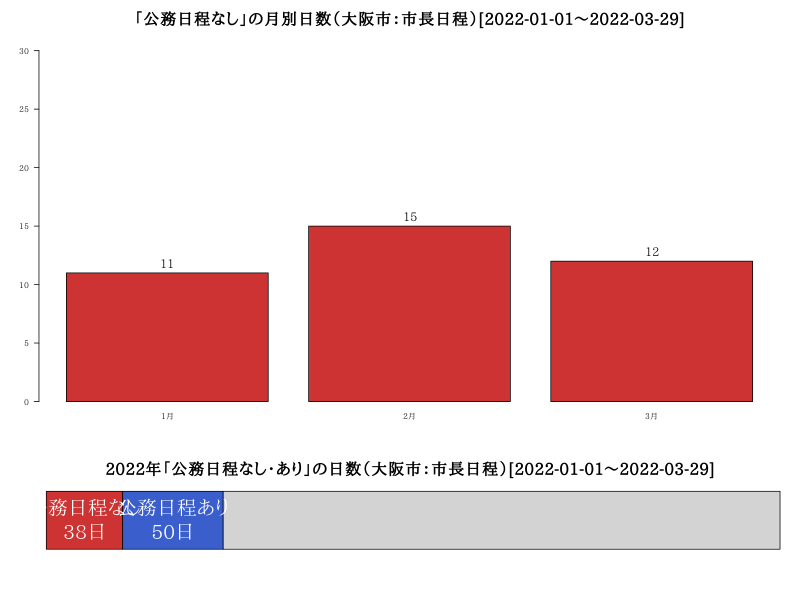 「公務日程なし」の月別日数（大阪市：市長日程）[2022-01-01～2022-03-29]
30
25
20
15
10
5
0
11
15
12
1月
2月
3月
2022年「公務日程なし・あり」の日数（大阪市：市長日程）[2022-01-01～2022-03-29]
務日程なし
公務日程あり
38日
50日